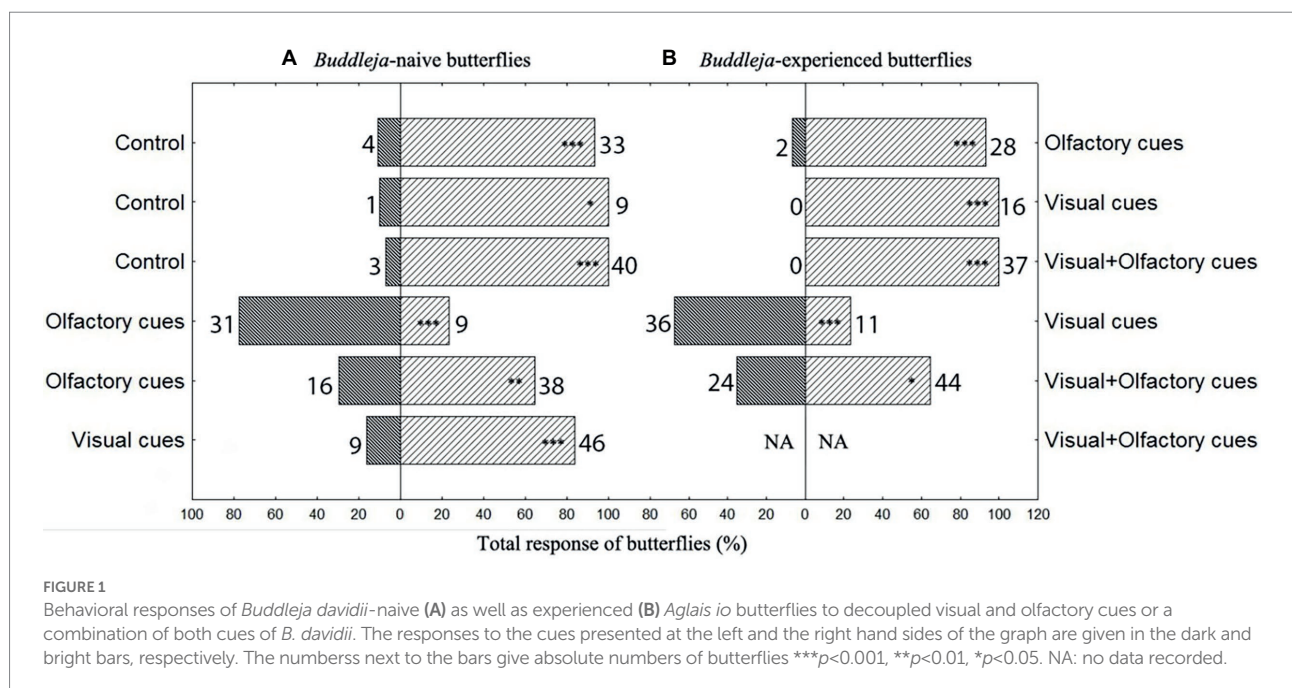 A Buddleja-naive butterflies B Buddleja-experienced butterflies
Control 4 *** 33 2 *** 28 Olfactory cues
Control 1 * 9 0 *** 16 Visual cues
Control 3 *** 40 0 *** 37 Visual+Olfactory cues
Olfactory cues 31 *** 9 36 *** 11 Visual cues
Olfactory cues 16 ** 38 24 * 44 Visual+Olfactory cues
Visual cues 9 *** 46 NA NA Visual+Olfactory cues
100 80 60 40 20 0 20 40 60 80 100 80 60 40 20 0 20 40 60 80 100 120
Total response of butterflies (%)
FIGURE 1
Behavioral responses of Buddleja davidii-naive (A) as well as experienced (B) Aglais io butterflies to decoupled visual and olfactory cues or a
combination of both cues of B. davidii. The responses to the cues presented at the left and the right hand sides of the graph are given in the dark and
bright bars, respectively. The numberss next to the bars give absolute numbers of butterflies ***p<0.001, **p<0.01, *p<0.05. NA: no data recorded.